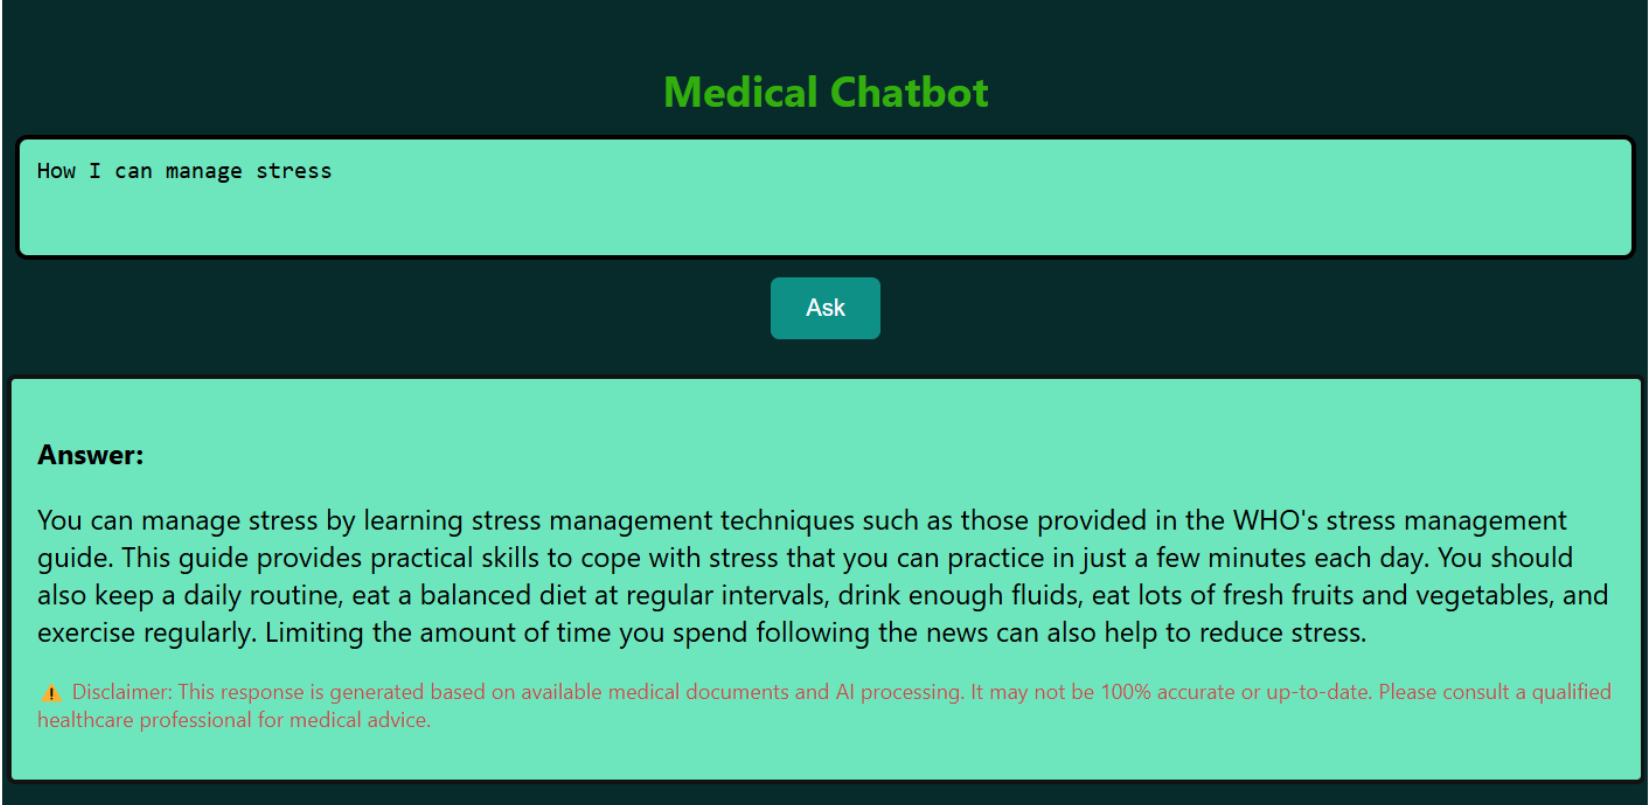 Medical Chatbot
How I can manage stress
Ask
Answer:
You can manage stress by learning stress management techniques such as those provided in the WHO's stress management
guide. This guide provides practical skills to cope with stress that you can practice in just a few minutes each day. You should
also keep a daily routine, eat a balanced diet at regular intervals, drink enough fluids, eat lots of fresh fruits and vegetables, and
exercise regularly. Limiting the amount of time you spend following the news can also help to reduce stress.
⚠️ Disclaimer: This response is generated based on available medical documents and AI processing. It may not be 100% accurate or up-to-date. Please consult a qualified
healthcare professional for medical advice.